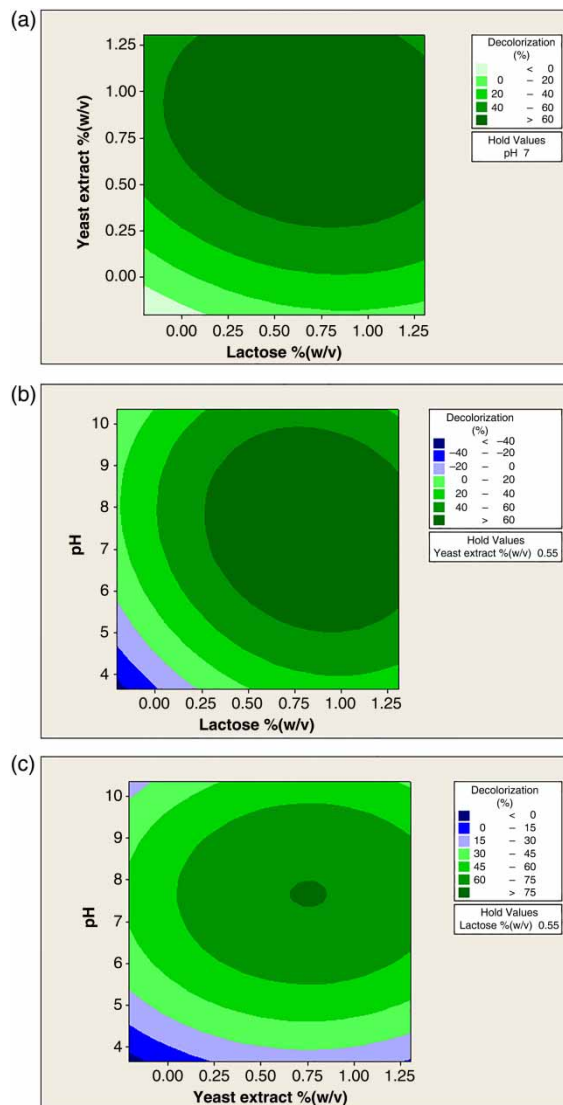 (a)
1.25
1.00
0.75
0.50
0.25
0.00
Yeast extract %(w/v)
0.00 0.25 0.50 0.75 1.00 1.25
Lactose %(w/v)
Decolorization
(%)
< 0
0 – 20
20 – 40
40 – 60
> 60
Hold Values
pH 7
(b)
10
9
8
7
6
5
4
pH
0.00 0.25 0.50 0.75 1.00 1.25
Lactose %(w/v)
Decolorization
(%)
< –40
–40 – –20
–20 – 0
0 – 20
20 – 40
40 – 60
> 60
Hold Values
Yeast extract %(w/v) 0.55
(c)
10
9
8
7
6
5
4
pH
0.00 0.25 0.50 0.75 1.00 1.25
Yeast extract %(w/v)
Decolorization
(%)
< 0
0 – 15
15 – 30
30 – 45
45 – 60
60 – 75
> 75
Hold Values
Lactose %(w/v) 0.55